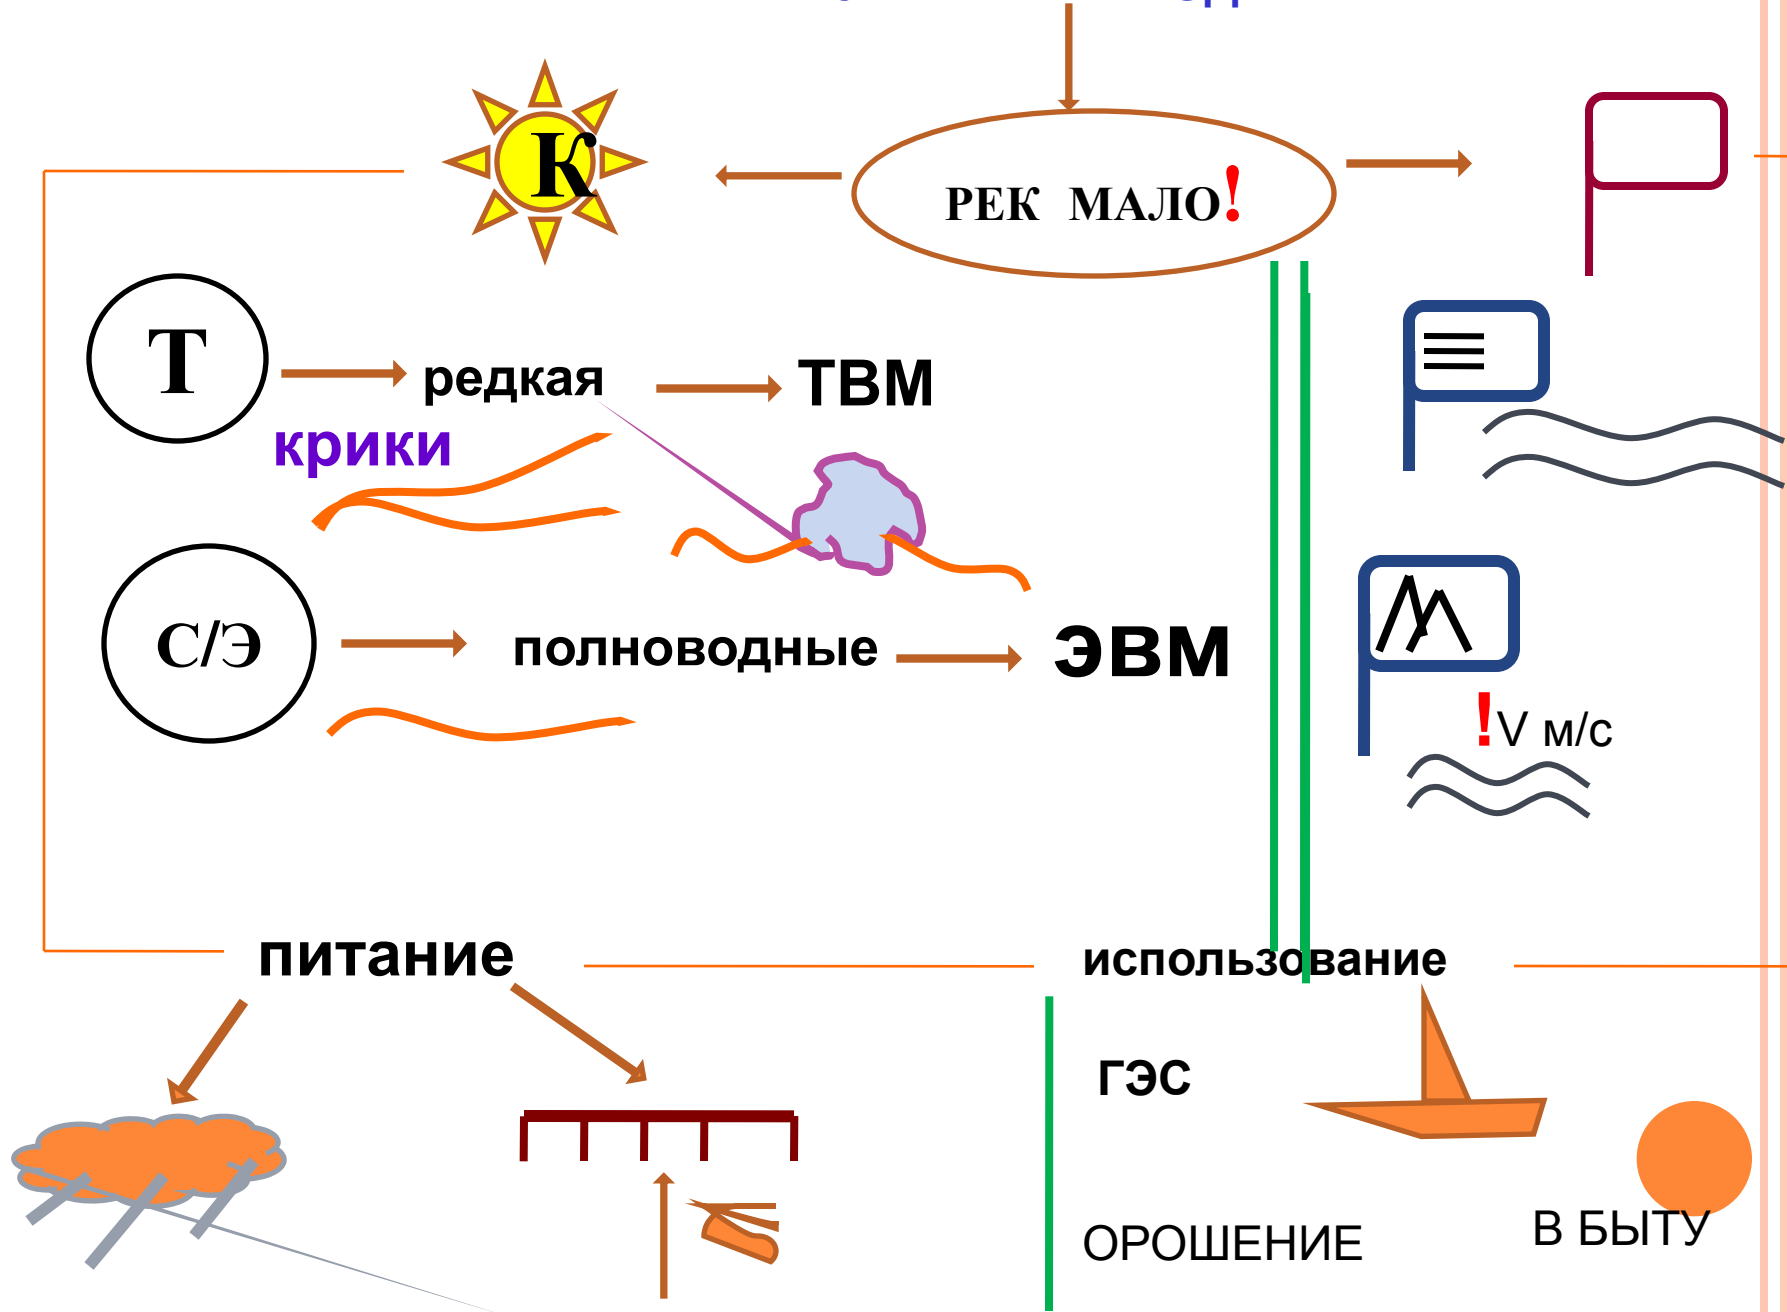 К
РЕК МАЛО!
Т
редкая
ТВМ
крики
С/Э
полноводные
ЭВМ
!V м/с
питание
использование
ГЭС
ОРОШЕНИЕ
В БЫТУ